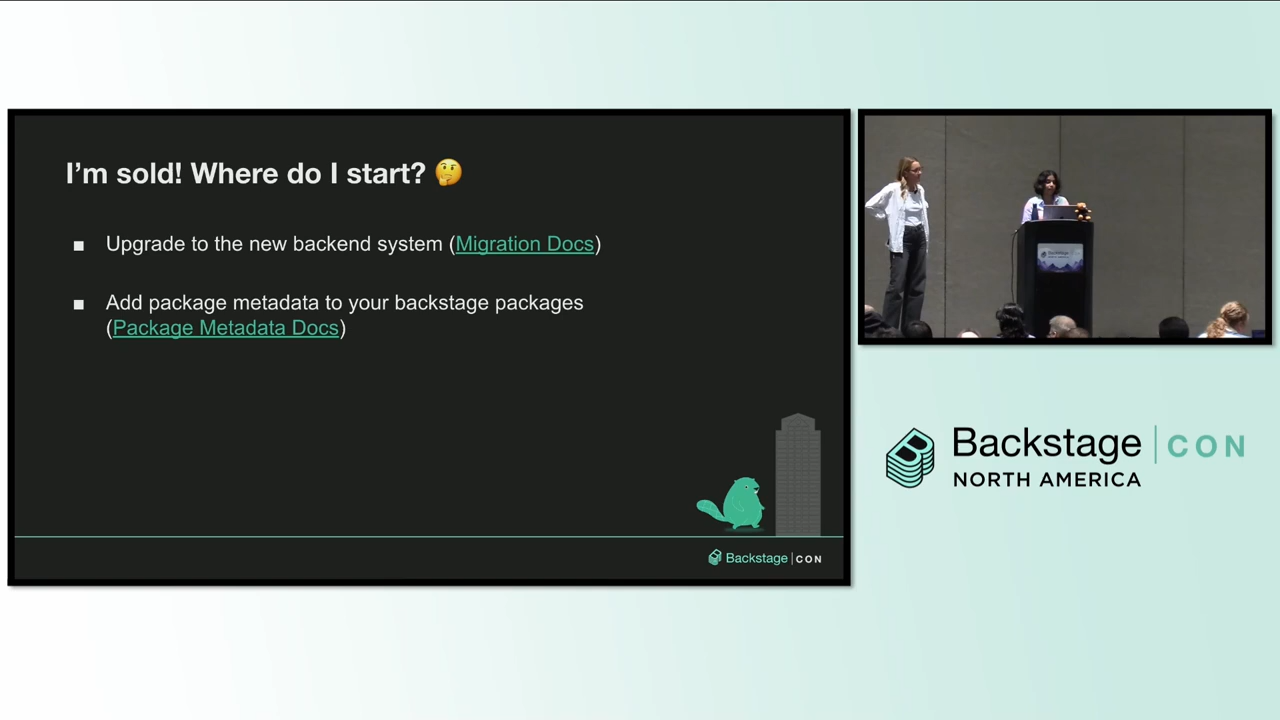 I'm sold! Where do I start? 🤔
■ Upgrade to the new backend system (Migration Docs)
■ Add package metadata to your backstage packages
(Package Metadata Docs)
Backstage | CON
Backstage | CON
NORTH AMERICA